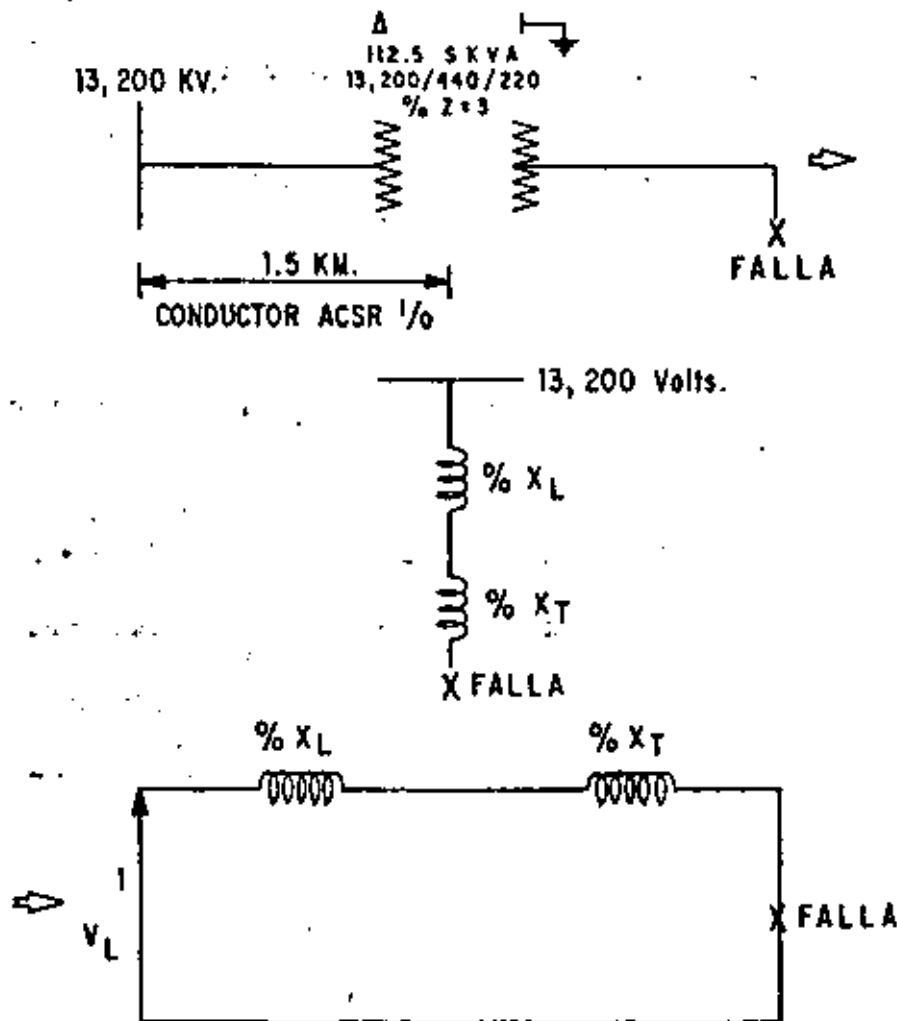 Δ
112.5 SKVA
13,200 KV.
13,200/440/220
% Z = 3
1.5 KM.
CONDUCTOR ACSR 1/0
X
FALLA
13,200 Volts.
% XL
% XT
X FALLA
% XL
% XT
1
VL
X FALLA